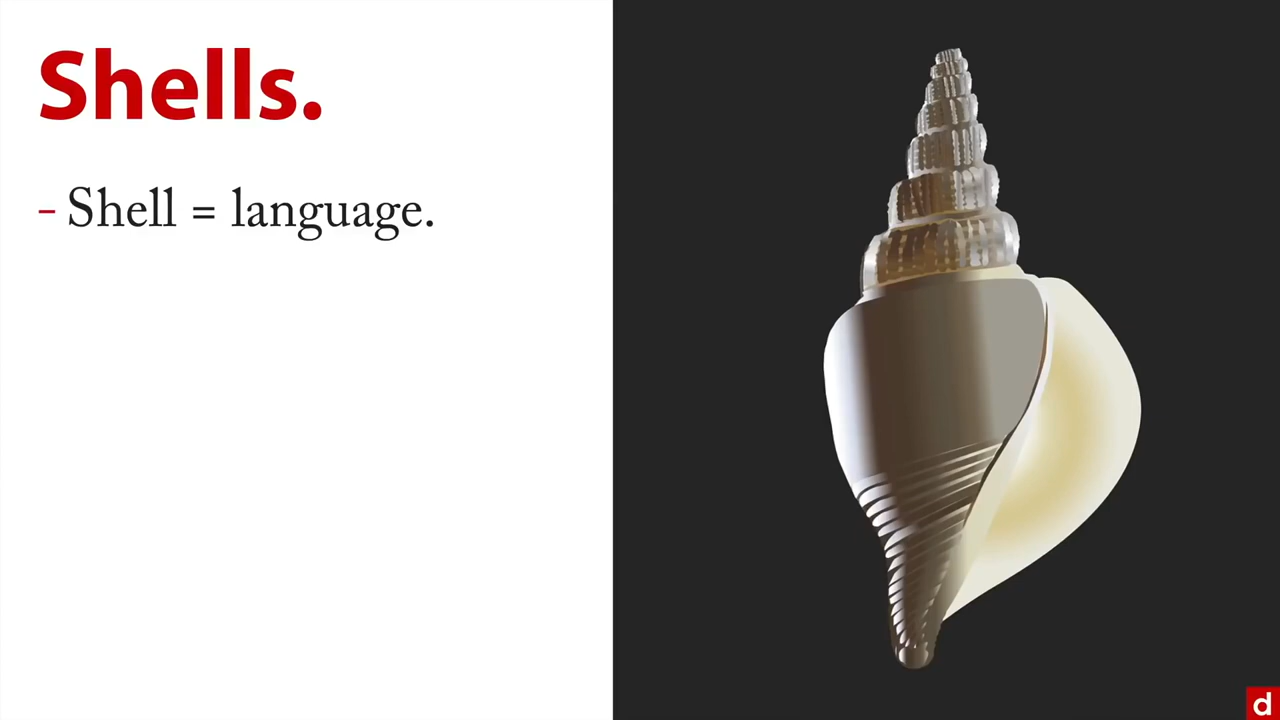 Shells.
– Shell = language.
d